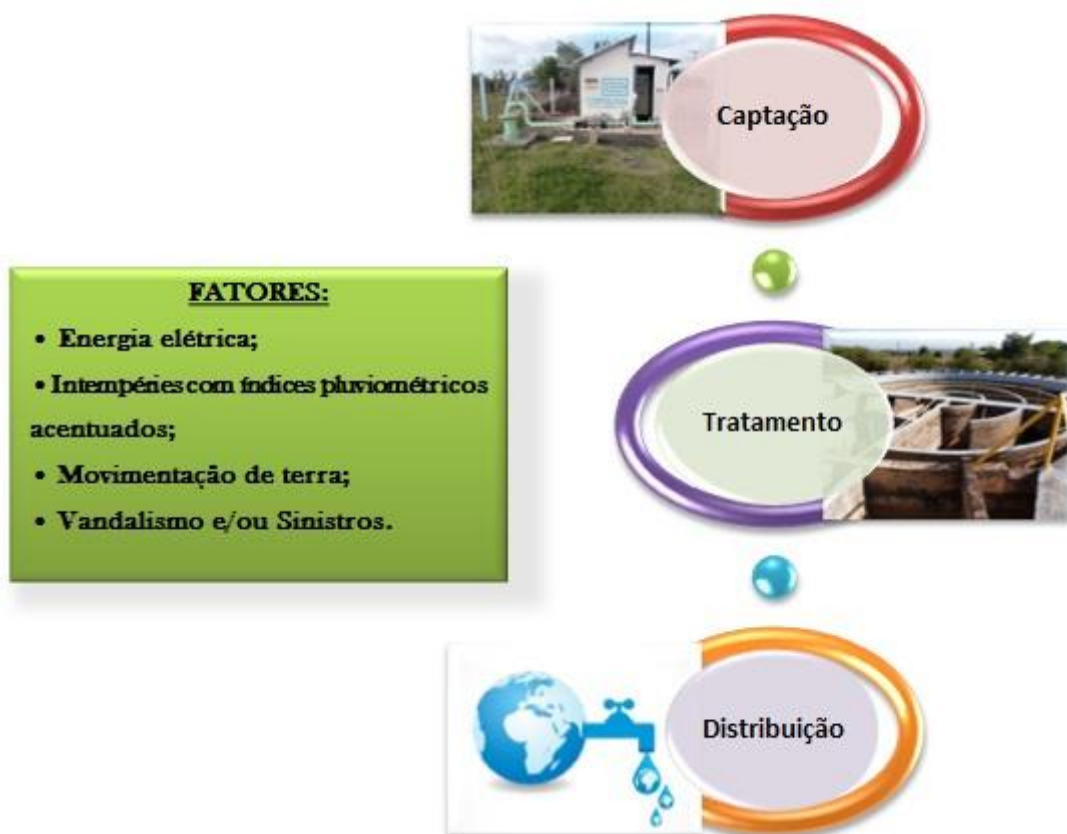 Captação
FATORES:
• Energia elétrica;
• Intempéries com índices pluviométricos
acentuados;
• Movimentação de terra;
• Vandalismo e/ou Sinistros.
Tratamento
Distribuição